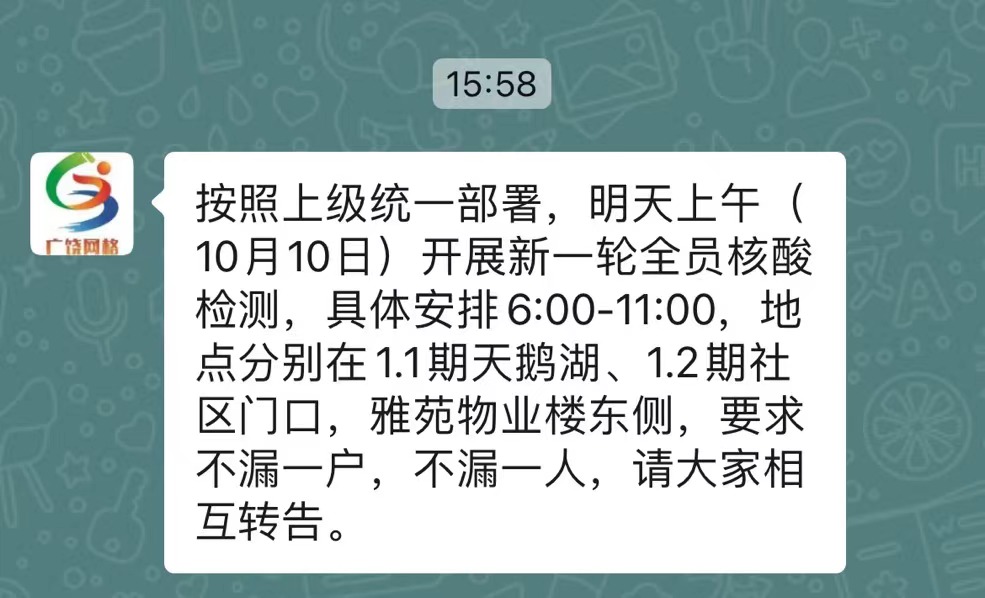 15:58
广饶网格
按照上级统一部署，明天上午（
10月10日）开展新一轮全员核酸
检测，具体安排6:00-11:00，地
点分别在1.1期天鹅湖、1.2期社
区门口，雅苑物业楼东侧，要求
不漏一户，不漏一人，请大家相
互转告。